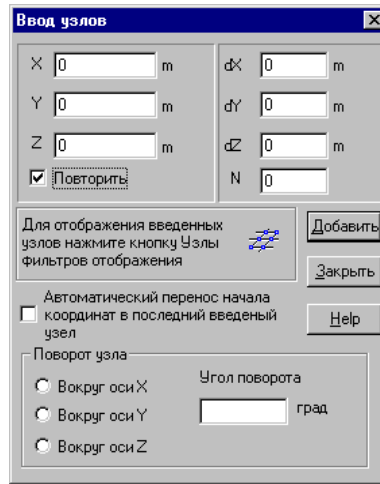 Ввод узлов
X 0 m dX 0 m
Y 0 m dY 0 m
Z 0 m dZ 0 m
Повторить N 0
Для отображения введенных
узлов нажмите кнопку Узлы
фильтров отображения
Добавить
Закрыть
Автоматический перенос начала
координат в последний введеный
узел
Help
Поворот узла
Вокруг оси X Угол поворота
Вокруг оси Y град
Вокруг оси Z